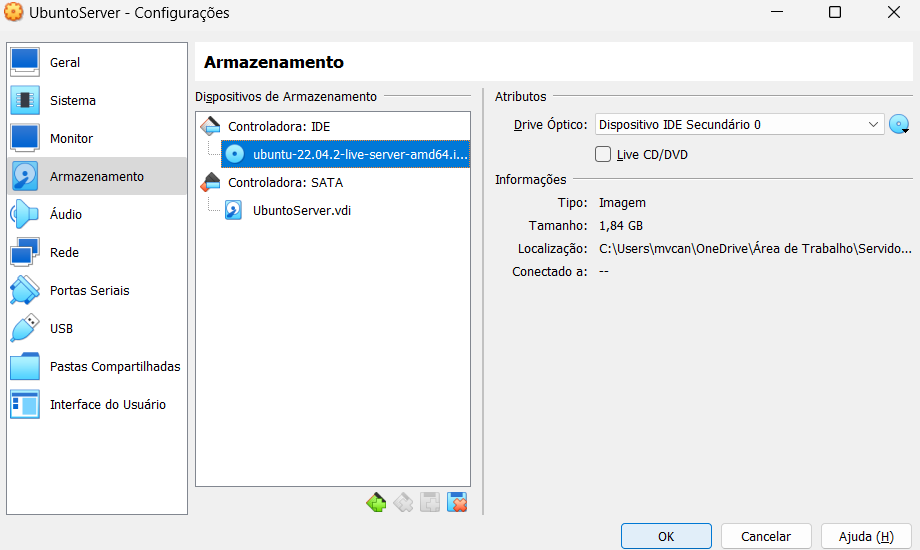 UbuntoServer - Configurações
Geral
Sistema
Monitor
Armazenamento
Áudio
Rede
Portas Seriais
USB
Pastas Compartilhadas
Interface do Usuário
Armazenamento
Dispositivos de Armazenamento
Controladora: IDE
ubuntu-22.04.2-live-server-amd64.i...
Controladora: SATA
UbuntoServer.vdi
Atributos
Drive Óptico: Dispositivo IDE Secundário 0
Live CD/DVD
Informações
Tipo: Imagem
Tamanho: 1,84 GB
Localização: C:\Users\mvcan\OneDrive\Área de Trabalho\Servido...
Conectado a: --
OK Cancelar Ajuda (H)